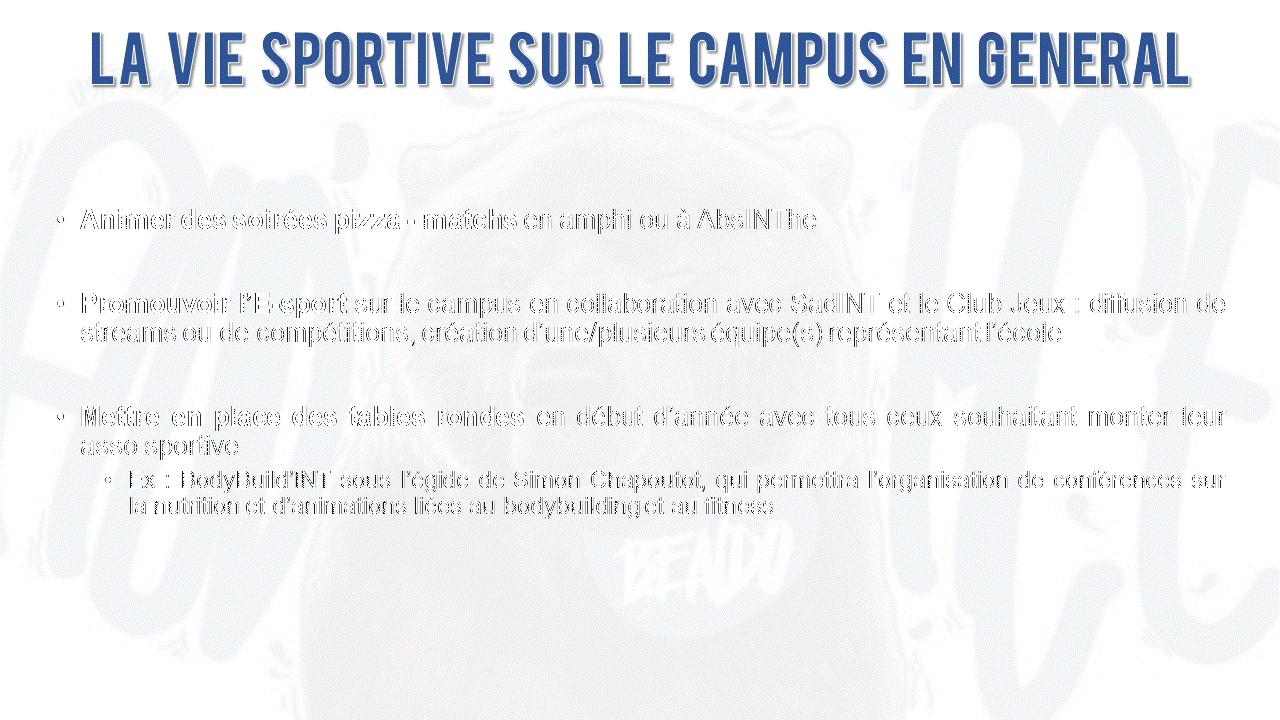 LA VIE SPORTIVE SUR LE CAMPUS EN GENERAL
• Animer des soirées pizza - matchs en amphi ou à AbsINThe
• Promouvoir l'E-sport sur le campus en collaboration avec SadINT et le Club Jeux : diffusion de
streams ou de compétitions, création d'une/plusieurs équipe(s) représentant l'école
• Mettre en place des tables rondes en début d'année avec tous ceux souhaitant monter leur
asso sportive
• Ex : BodyBuild'INT sous l'égide de Simon Chapoutot, qui permettra l'organisation de conférences sur
la nutrition et d'animations liées au bodybuilding et au fitness
BENDO